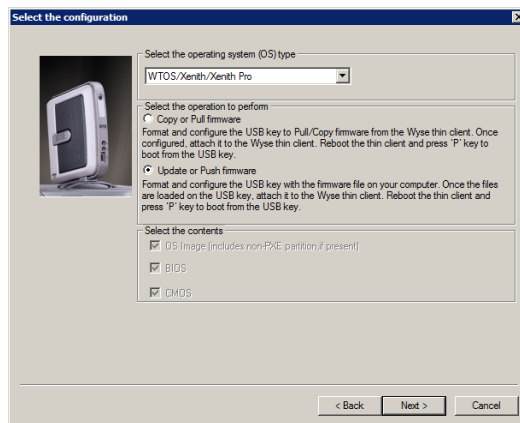 Select the configuration
Select the operating system (OS) type
WTOS/Xenith/Xenith Pro
Select the operation to perform
Copy or Pull firmware
Format and configure the USB key to Pull/Copy firmware from the Wyse thin client. Once
configured, attach it to the Wyse thin client. Reboot the thin client and press `P' key to
boot from the USB key.
Update or Push firmware
Format and configure the USB key with the firmware file on your computer. Once the files
are loaded on the USB key, attach it to the Wyse thin client. Reboot the thin client and
press `P' key to boot from the USB key.
Select the contents
OS Image (includes non-PXE partition,if present)
BIOS
CMOS
< Back
Next >
Cancel